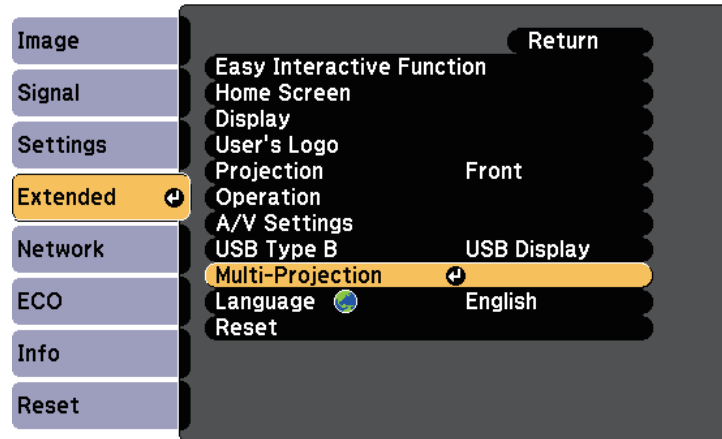 Image
Signal
Settings
Extended
Network
ECO
Info
Reset
Return
Easy Interactive Function
Home Screen
Display
User's Logo
Projection Front
Operation
A/V Settings
USB Type B USB Display
Multi-Projection
Language English
Reset